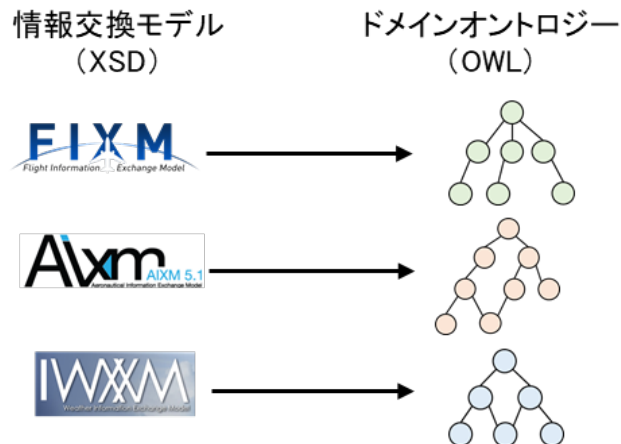 情報交換モデル
（XSD）
ドメインオントロジー
（OWL）
FIXM
Flight Information Exchange Model
AIXM
AIXM 5.1
Aeronautical Information Exchange Model
IWXXM
Weather Information Exchange Model